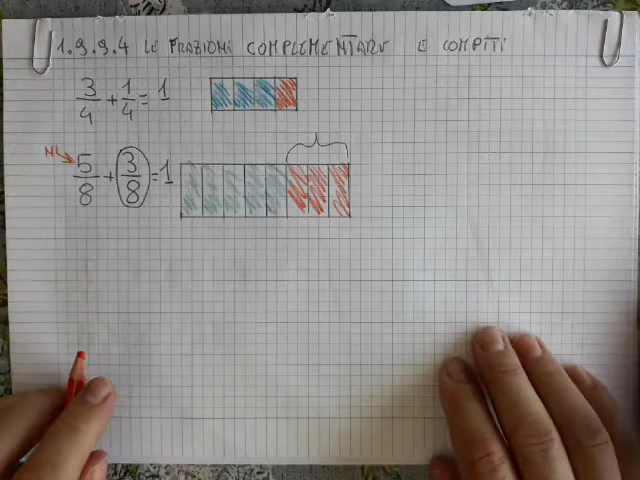 1.9.9.4 LE FRAZIONI COMPLEMENTARI E COMPITI
3/4 + 1/4 = 1
5/8 + 3/8 = 1